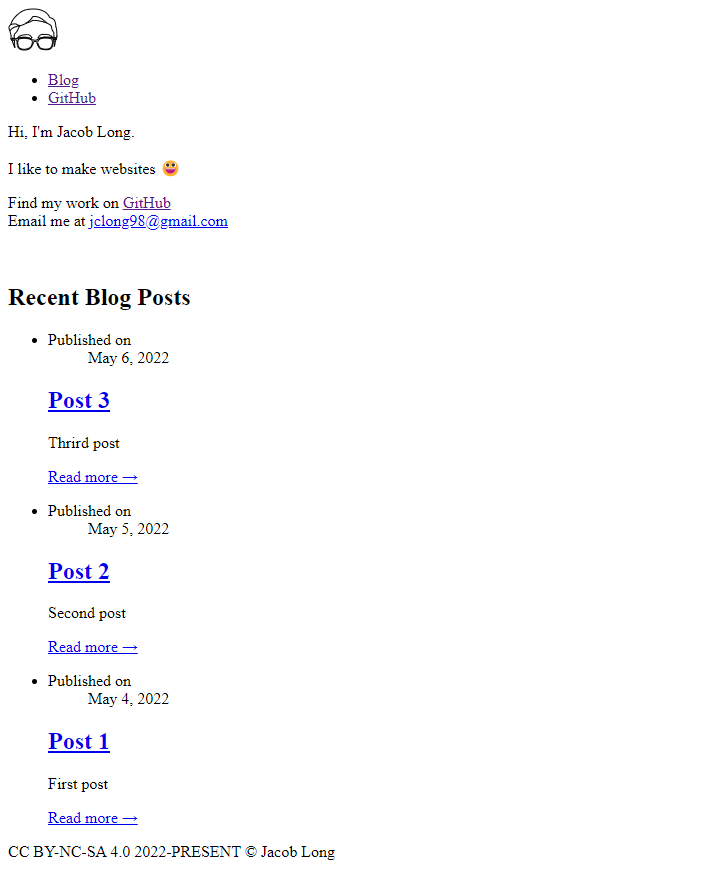 Blog
GitHub
Hi, I'm Jacob Long.
I like to make websites 😀
Find my work on GitHub
Email me at jclong98@gmail.com
Recent Blog Posts
Published on
May 6, 2022
Post 3
Thrird post
Read more →
Published on
May 5, 2022
Post 2
Second post
Read more →
Published on
May 4, 2022
Post 1
First post
Read more →
CC BY-NC-SA 4.0 2022-PRESENT © Jacob Long